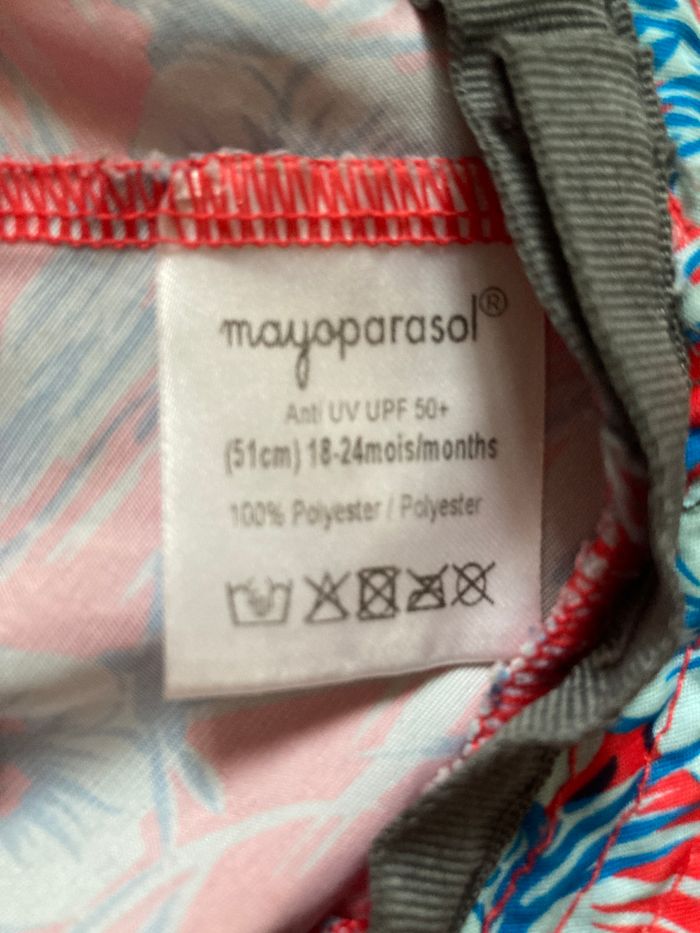 mayoparasol®
Anti UV UPF 50+
(51cm) 18-24mois/months
100% Polyester / Polyester